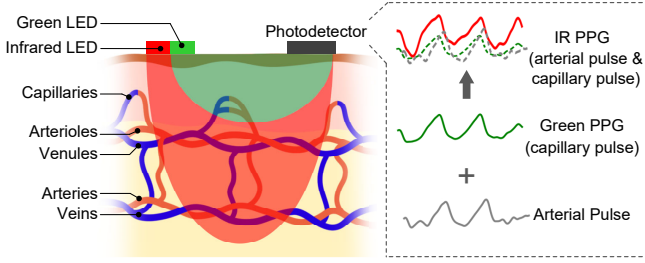 Green LED
Infrared LED
Photodetector
Capillaries
Arterioles
Venules
Arteries
Veins
IR PPG
(arterial pulse &
capillary pulse)
Green PPG
(capillary pulse)
+
Arterial Pulse